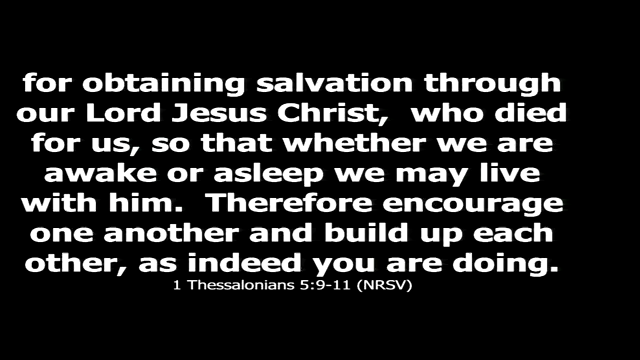 for obtaining salvation through
our Lord Jesus Christ,  who died
for us, so that whether we are
awake or asleep we may live
with him.  Therefore encourage
one another and build up each
other, as indeed you are doing.
1 Thessalonians 5:9-11 (NRSV)